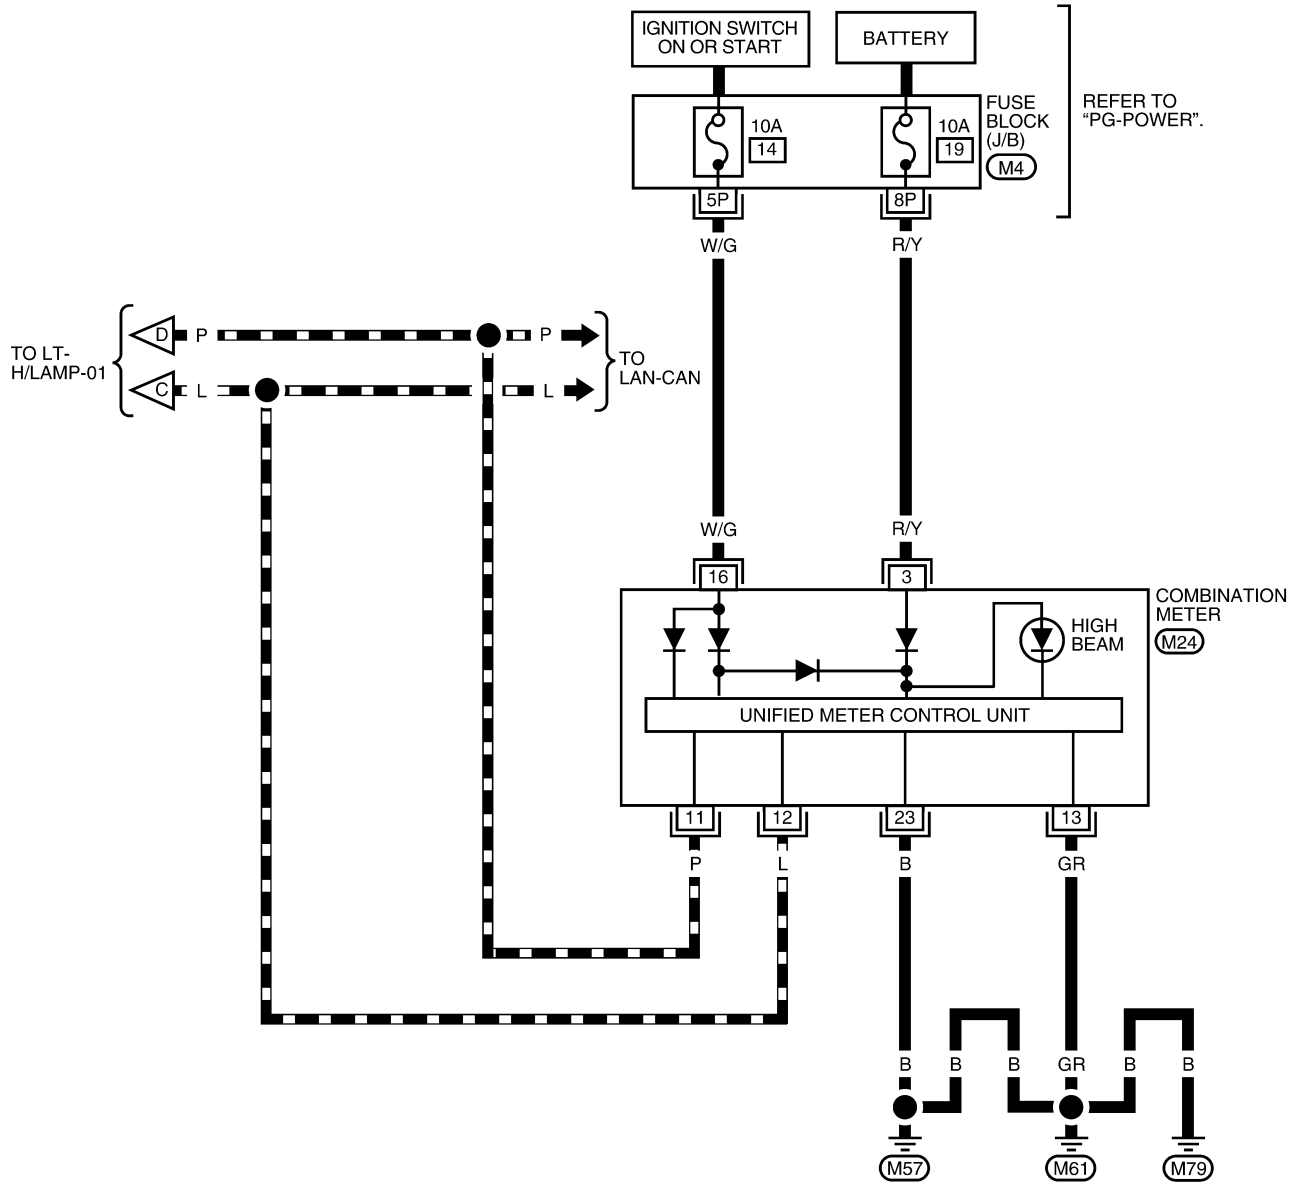 IGNITION SWITCH
ON OR START
BATTERY
10A
14
10A
19
FUSE
BLOCK
(J/B)
M4
REFER TO
“PG-POWER”.
5P
8P
W/G
R/Y
TO LT-
H/LAMP-01
D
P
P
C
L
L
TO
LAN-CAN
W/G
R/Y
16
3
COMBINATION
METER
M24
HIGH
BEAM
UNIFIED METER CONTROL UNIT
11
12
23
13
P
L
B
GR
B
B
B
GR
B
B
M57
M61
M79